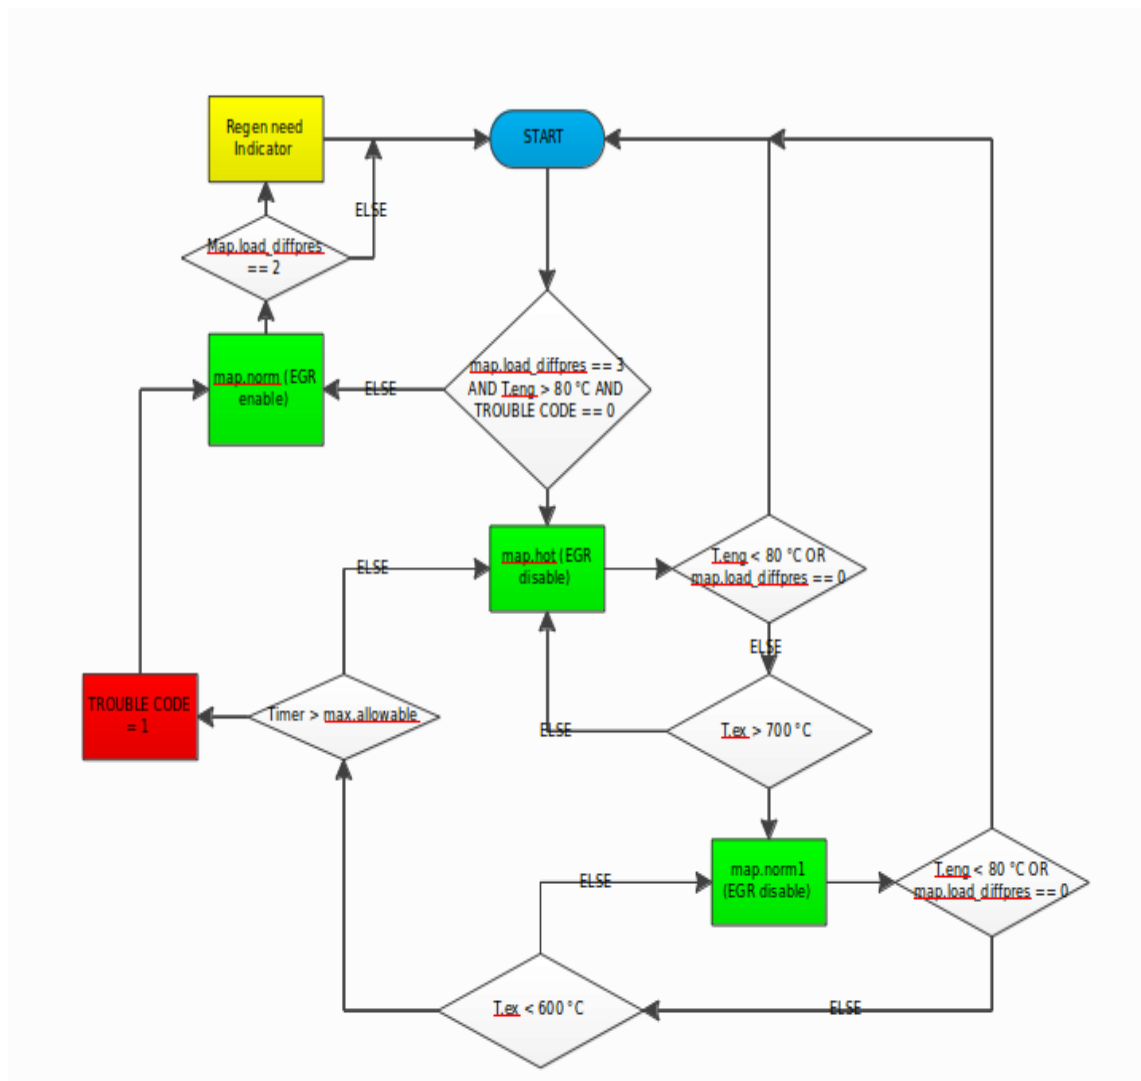 Regen need
Indicator
START
ELSE
Map.load_diffpres
== 2
map.norm (EGR
enable)
ELSE
map.load_diffpres == 3
AND T.eng > 80 °C AND
TROUBLE CODE == 0
map.hot (EGR
disable)
T.eng < 80 °C OR
map.load_diffpres == 0
ELSE
ELSE
TROUBLE CODE
= 1
Timer > max.allowable
ELSE
T.ex > 700 °C
map.norm1
(EGR disable)
T.eng < 80 °C OR
map.load_diffpres == 0
ELSE
T.ex < 600 °C
ELSE